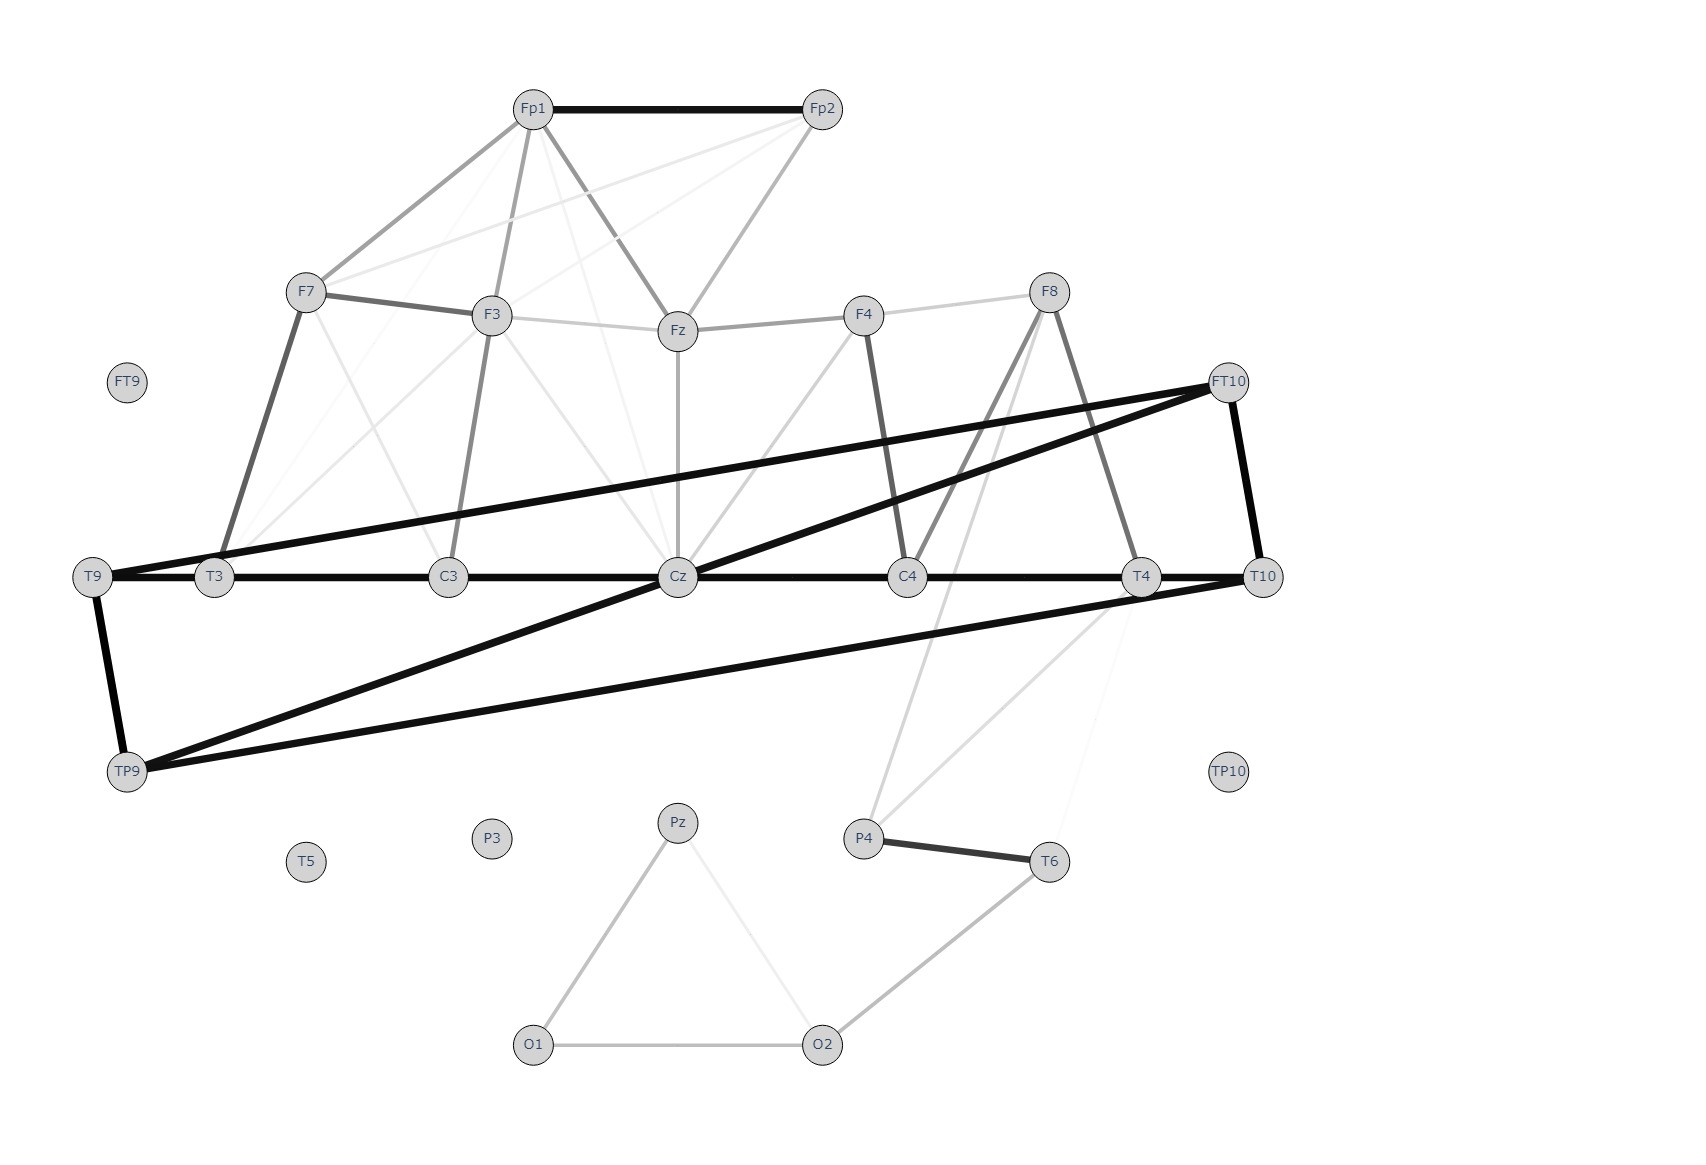 Fp1 Fp2
F7 F3 Fz F4 F8
FT9 FT10
T9 T3 C3 Cz C4 T4 T10
TP9 TP10
T5 P3 Pz P4 T6
O1 O2